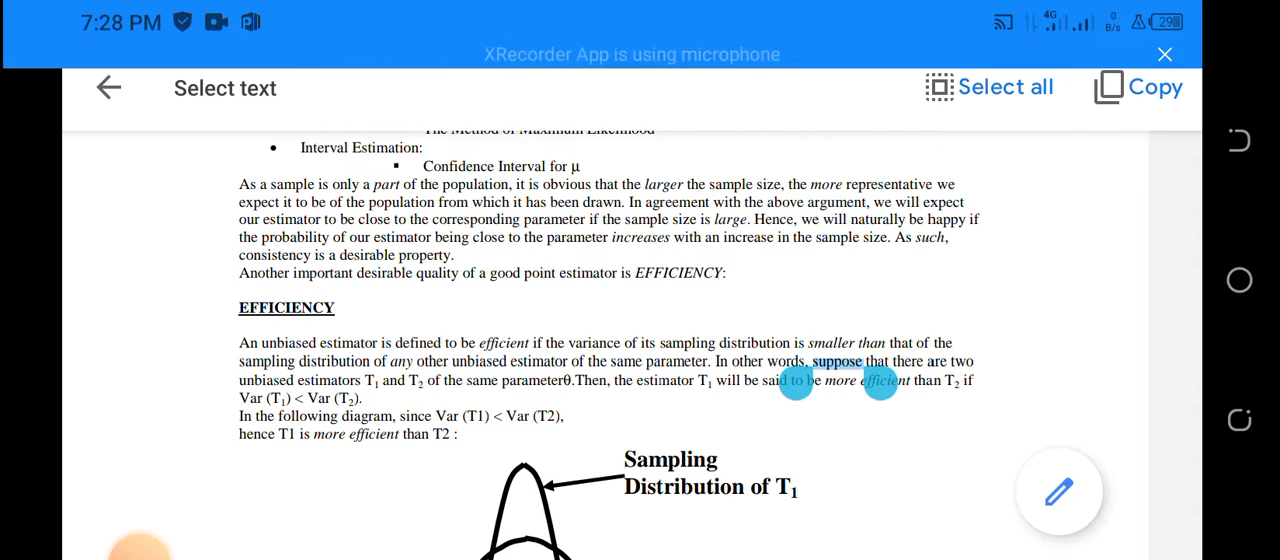 7:28 PM
4G
0
B/s
29
XRecorder App is using microphone
Select text
Select all
Copy
The Method of Maximum Likelihood
• Interval Estimation:
▪ Confidence Interval for μ
As a sample is only a part of the population, it is obvious that the larger the sample size, the more representative we
expect it to be of the population from which it has been drawn. In agreement with the above argument, we will expect
our estimator to be close to the corresponding parameter if the sample size is large. Hence, we will naturally be happy if
the probability of our estimator being close to the parameter increases with an increase in the sample size. As such,
consistency is a desirable property.
Another important desirable quality of a good point estimator is EFFICIENCY:
EFFICIENCY
An unbiased estimator is defined to be efficient if the variance of its sampling distribution is smaller than that of the
sampling distribution of any other unbiased estimator of the same parameter. In other words, suppose that there are two
unbiased estimators T₁ and T₂ of the same parameterθ.Then, the estimator T₁ will be said to be more efficient than T₂ if
Var (T₁) < Var (T₂).
In the following diagram, since Var (T1) < Var (T2),
hence T1 is more efficient than T2 :
Sampling
Distribution of T₁